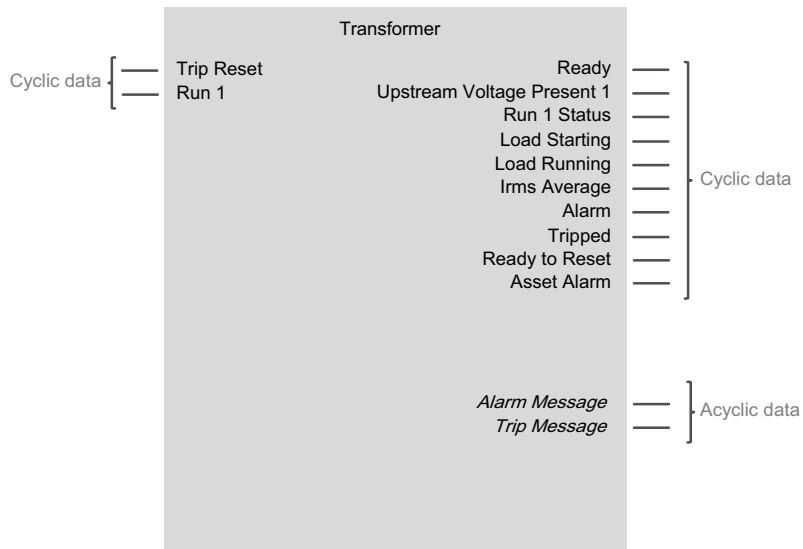 Transformer
Cyclic data
Trip Reset
Run 1
Ready
Upstream Voltage Present 1
Run 1 Status
Load Starting
Load Running
Irms Average
Alarm
Tripped
Ready to Reset
Asset Alarm
Cyclic data
Alarm Message
Trip Message
Acyclic data